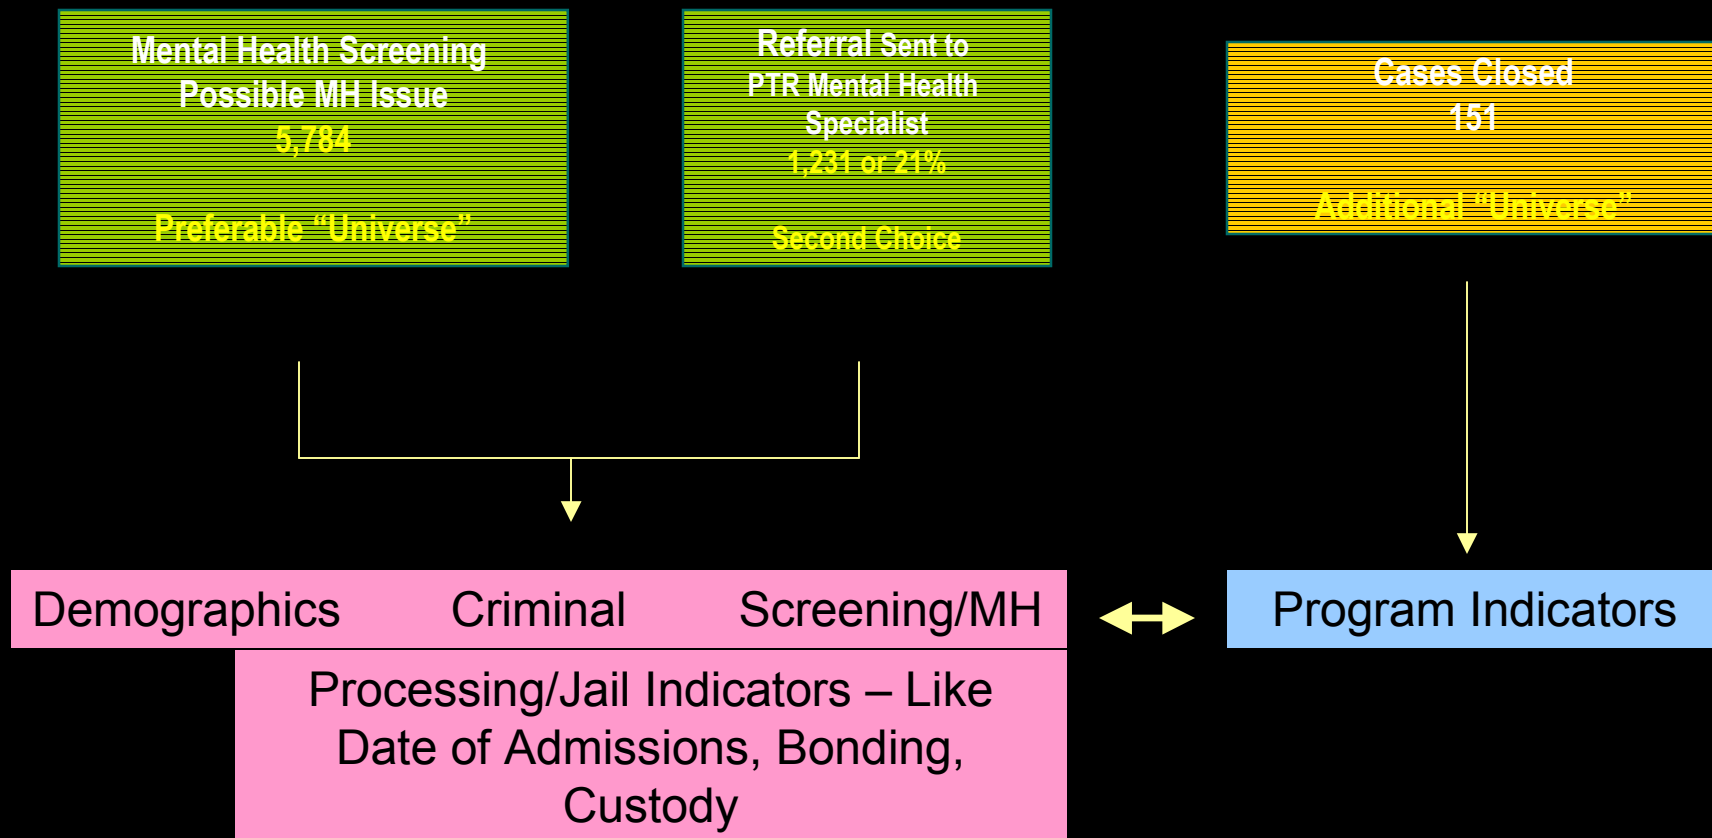 Mental Health Screening
Possible MH Issue
5,784
Preferable “Universe”
Referral Sent to
PTR Mental Health
Specialist
1,231 or 21%
Second Choice
Cases Closed
151
Additional “Universe”
Demographics Criminal Screening/MH
Program Indicators
Processing/Jail Indicators – Like
Date of Admissions, Bonding,
Custody